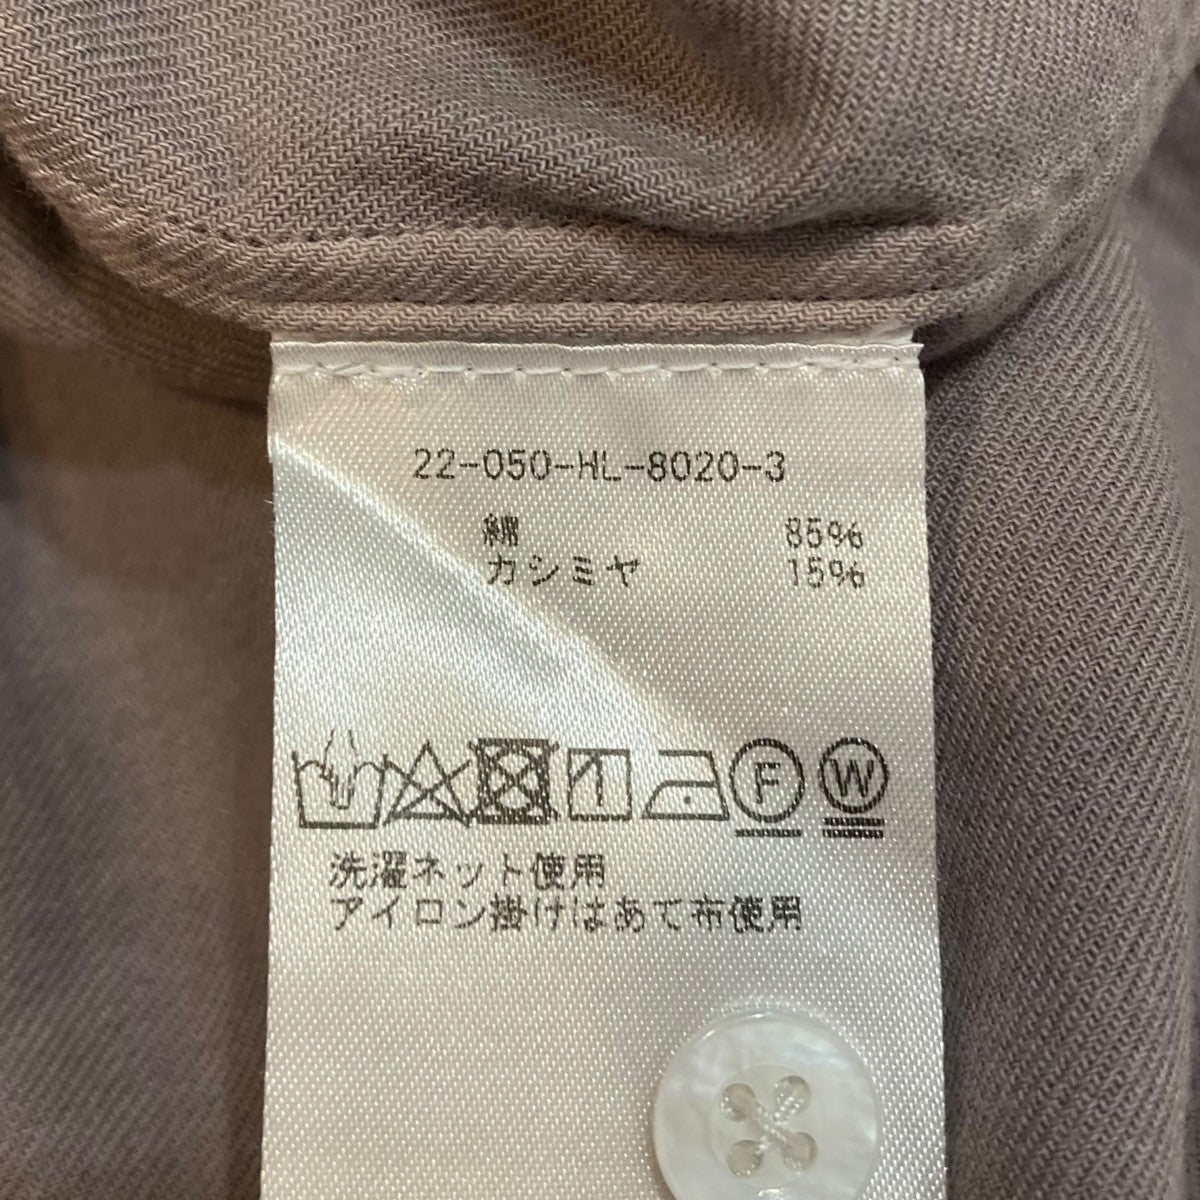 22-050-HL-8020-3
綿 85%
カシミヤ 15%
F W
洗濯ネット使用
アイロン掛けはあて布使用